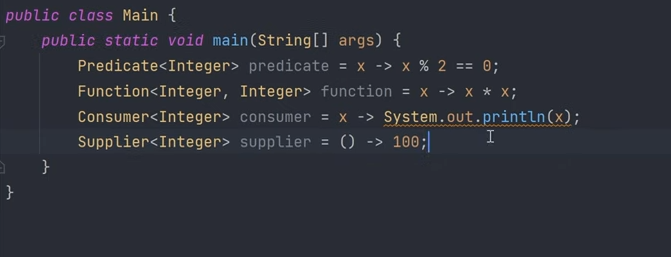 public class Main {
public static void main(String[] args) {
Predicate<Integer> predicate = x -> x % 2 == 0;
Function<Integer, Integer> function = x -> x * x;
Consumer<Integer> consumer = x -> System.out.println(x);
Supplier<Integer> supplier = () -> 100;
}
}